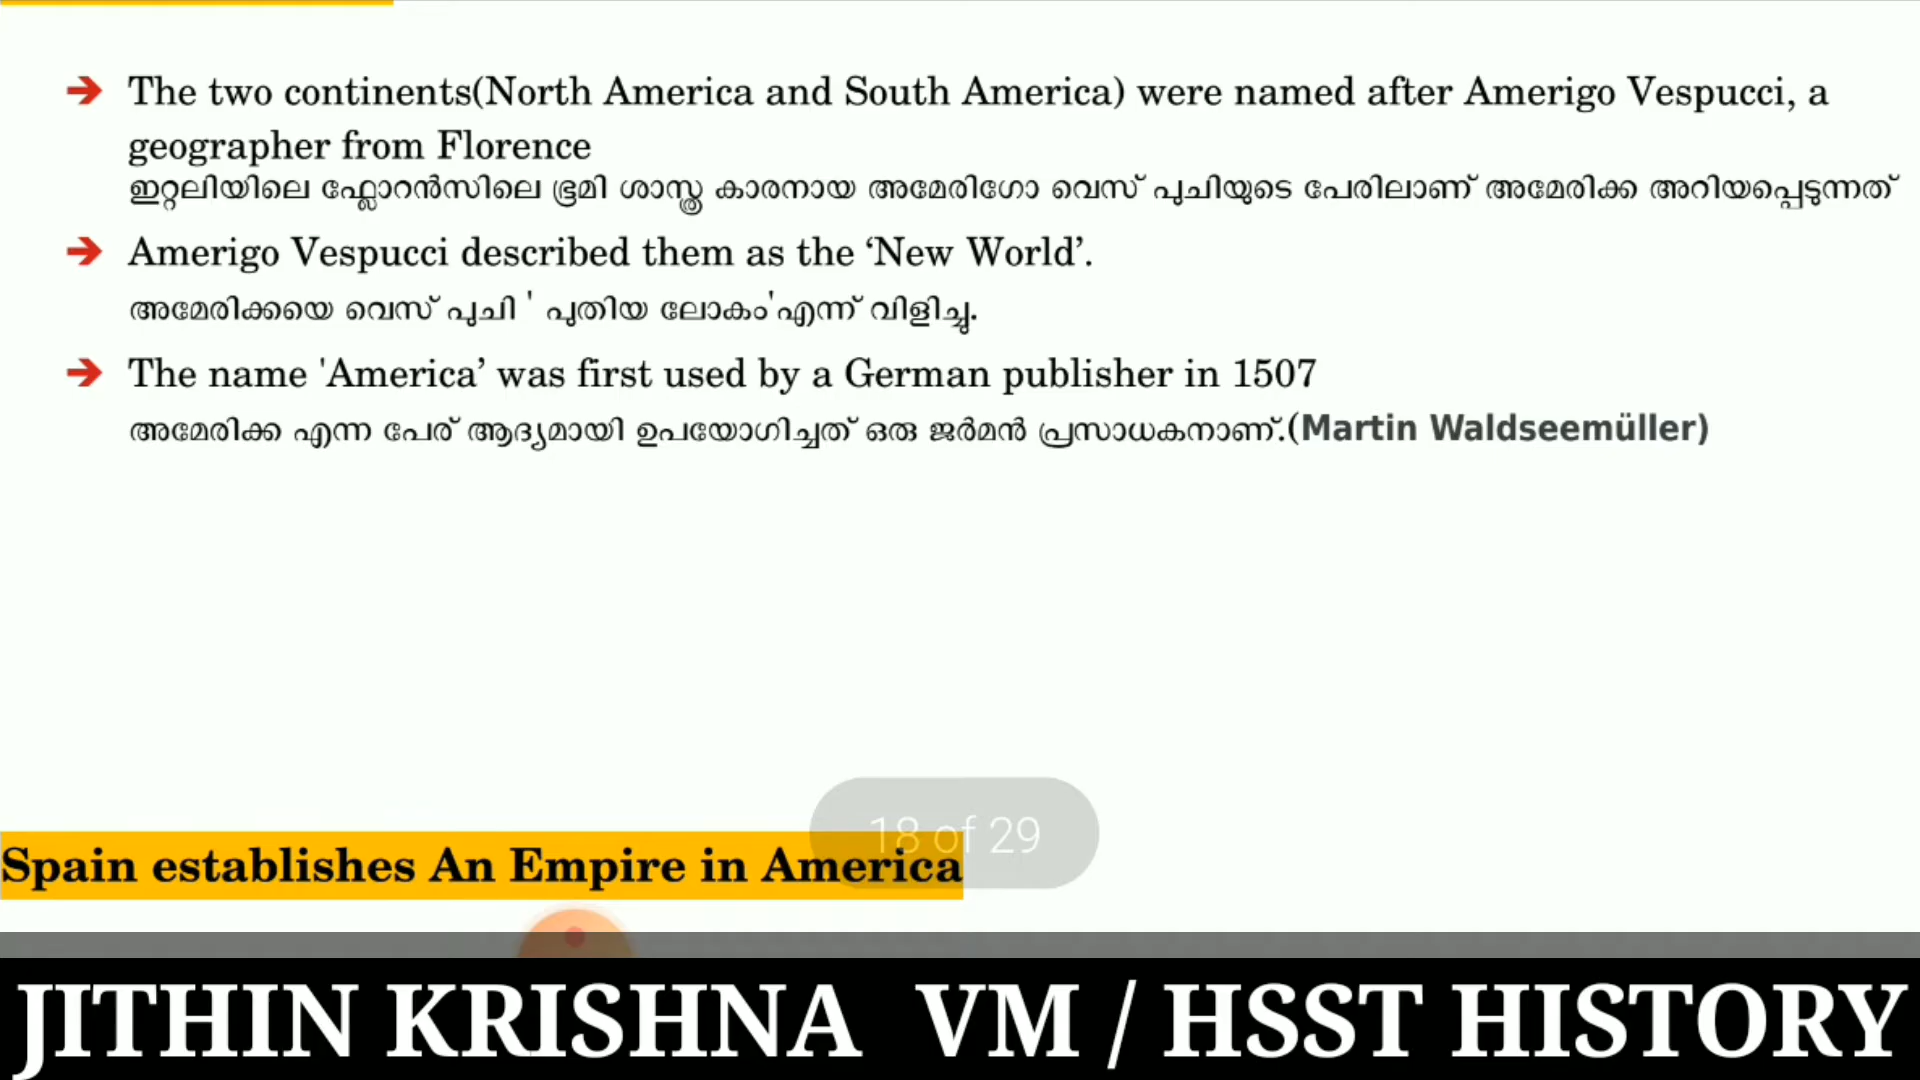 The two continents(North America and South America) were named after Amerigo Vespucci, a
geographer from Florence
ഇറ്റലിയിലെ ഫ്ലോറൻസിലെ ഭൂമി ശാസ്ത്ര കാരനായ അമേരിഗോ വെസ് പുചിയുടെ പേരിലാണ് അമേരിക്ക അറിയപ്പെടുന്നത്
Amerigo Vespucci described them as the ‘New World’.
അമേരിക്കയെ വെസ് പുചി ' പുതിയ ലോകം'എന്ന് വിളിച്ചു.
The name 'America’ was first used by a German publisher in 1507
അമേരിക്ക എന്ന പേര് ആദ്യമായി ഉപയോഗിച്ചത് ഒരു ജർമൻ പ്രസാധകനാണ്.(Martin Waldseemüller)
18 of 29
Spain establishes An Empire in America
JITHIN KRISHNA VM / HSST HISTORY